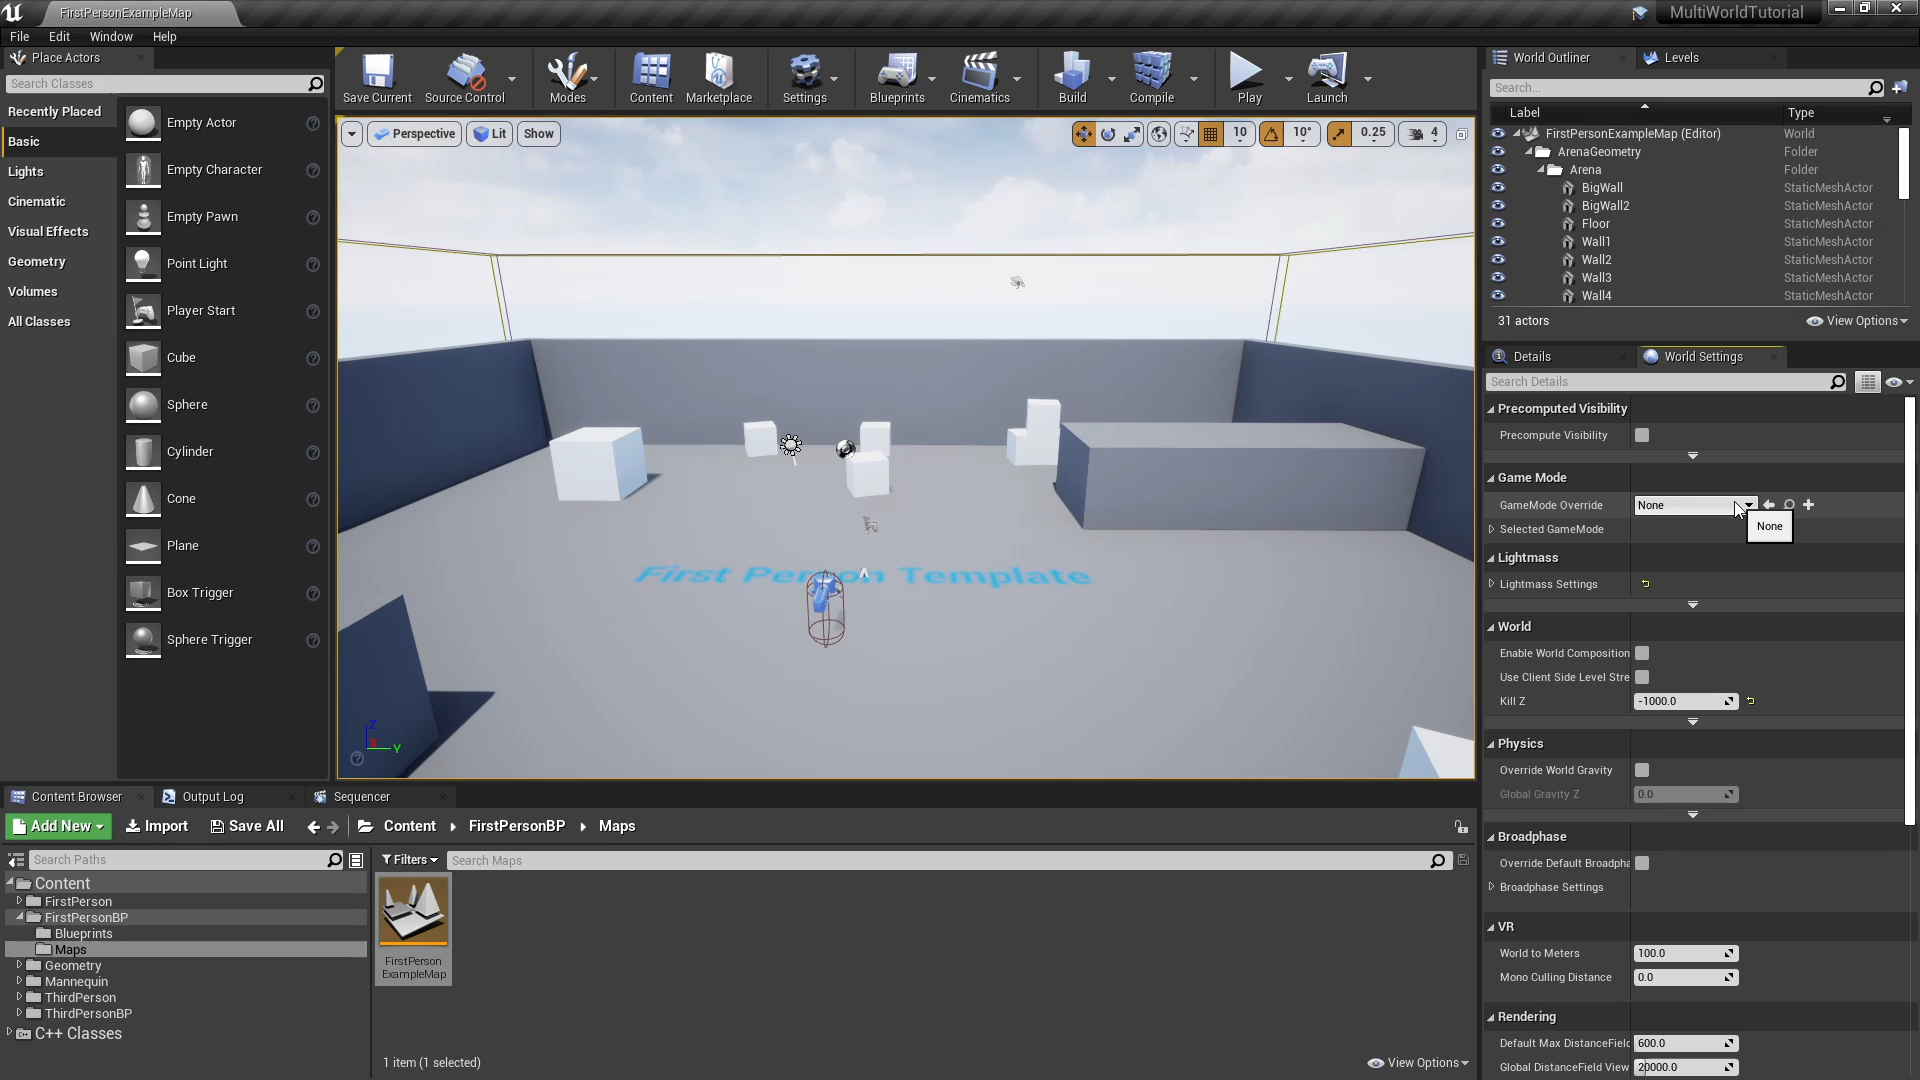 FirstPersonExampleMap
MultiWorldTutorial
File Edit Window Help
Place Actors
Search Classes
Recently Placed
Basic
Lights
Cinematic
Visual Effects
Geometry
Volumes
All Classes
Empty Actor
Empty Character
Empty Pawn
Point Light
Player Start
Cube
Sphere
Cylinder
Cone
Plane
Box Trigger
Sphere Trigger
Save Current Source Control Modes Content Marketplace Settings Blueprints Cinematics Build Compile Play Launch
Perspective Lit Show
10 10° 0.25 4
First Person Template
Z
X
Y
World Outliner Levels
Search...
Label Type
FirstPersonExampleMap (Editor) World
ArenaGeometry Folder
Arena Folder
BigWall StaticMeshActor
BigWall2 StaticMeshActor
Floor StaticMeshActor
Wall1 StaticMeshActor
Wall2 StaticMeshActor
Wall3 StaticMeshActor
Wall4 StaticMeshActor
31 actors View Options
Details World Settings
Search Details
Precomputed Visibility
Precompute Visibility
Game Mode
GameMode Override None
None
Selected GameMode
Lightmass
Lightmass Settings
World
Enable World Composition
Use Client Side Level Stre
Kill Z -1000.0
Physics
Override World Gravity
Global Gravity Z 0.0
Broadphase
Override Default Broadpha
Broadphase Settings
VR
World to Meters 100.0
Mono Culling Distance 0.0
Rendering
Default Max DistanceField 600.0
Global DistanceField View 20000.0
Content Browser Output Log Sequencer
Add New Import Save All Content FirstPersonBP Maps
Search Paths
Filters Search Maps
Content
FirstPerson
FirstPersonBP
Blueprints
Maps
Geometry
Mannequin
ThirdPerson
ThirdPersonBP
C++ Classes
FirstPerson
ExampleMap
1 item (1 selected) View Options